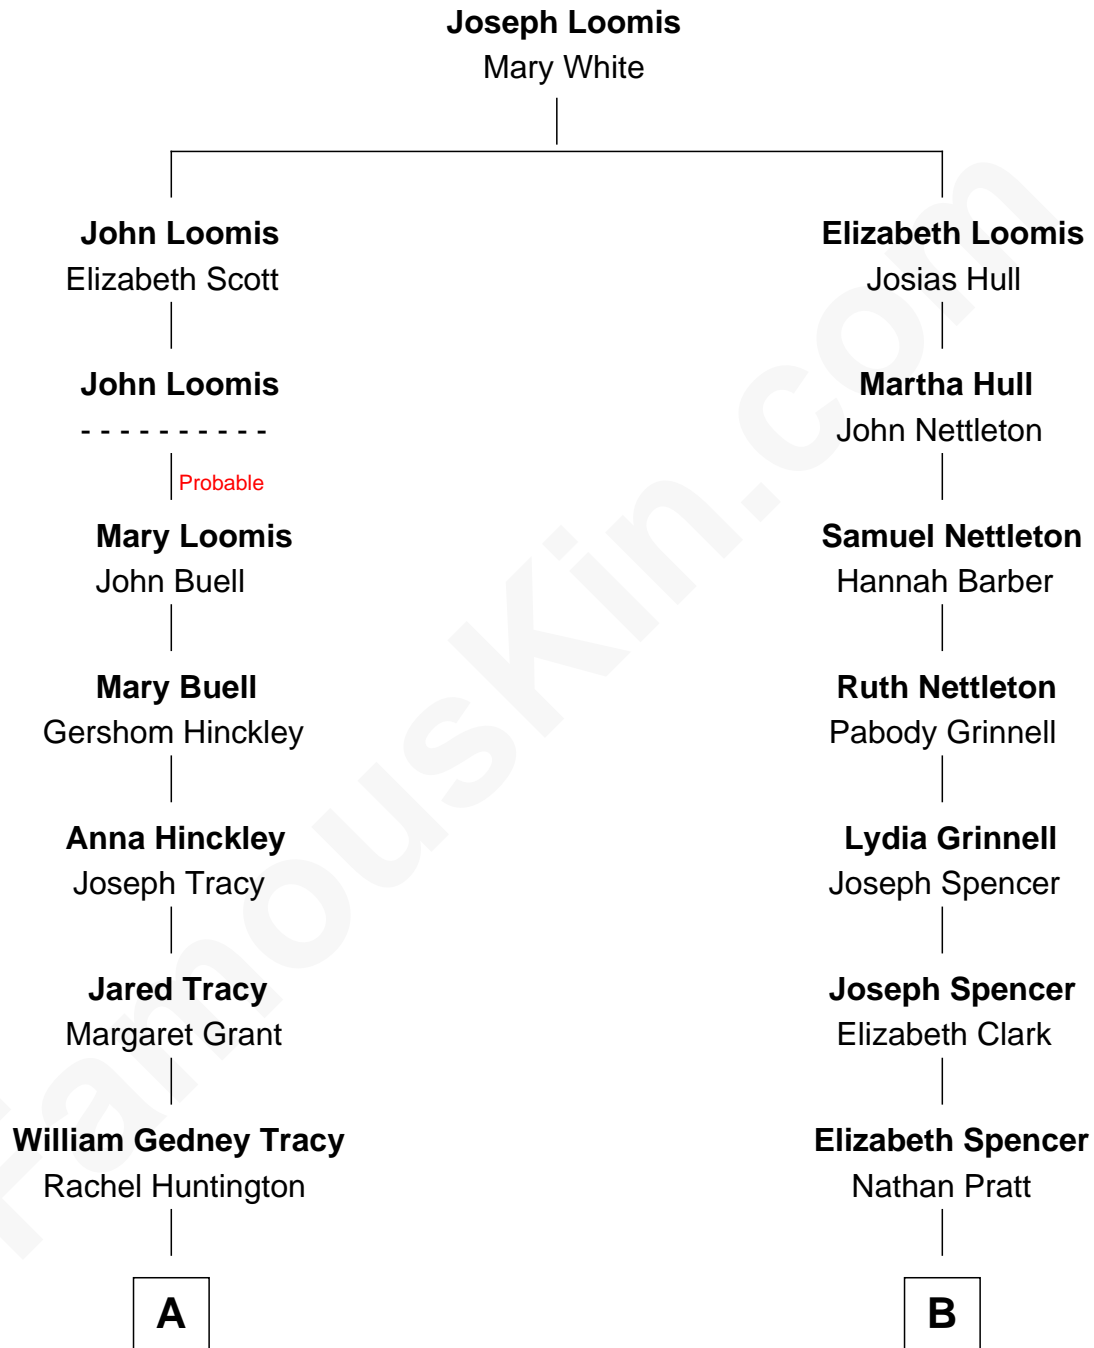 Joseph Loomis
Mary White
John Loomis
Elizabeth Scott
John Loomis
- - - - - - - - - -
Probable
Mary Loomis
John Buell
Mary Buell
Gershom Hinckley
Anna Hinckley
Joseph Tracy
Jared Tracy
Margaret Grant
William Gedney Tracy
Rachel Huntington
A
Elizabeth Loomis
Josias Hull
Martha Hull
John Nettleton
Samuel Nettleton
Hannah Barber
Ruth Nettleton
Pabody Grinnell
Lydia Grinnell
Joseph Spencer
Joseph Spencer
Elizabeth Clark
Elizabeth Spencer
Nathan Pratt
B
FamousKin.com